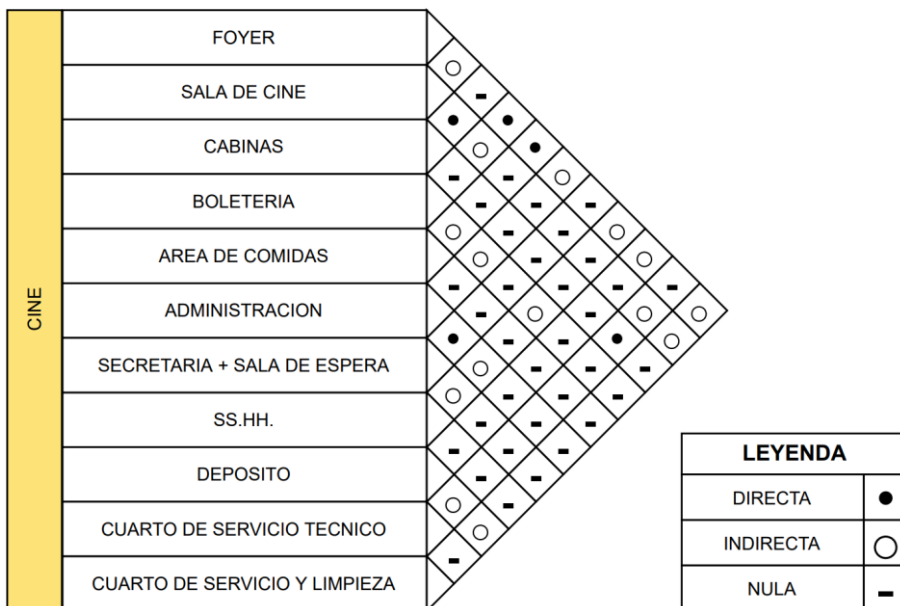 CINE
FOYER
SALA DE CINE
CABINAS
BOLETERIA
AREA DE COMIDAS
ADMINISTRACION
SECRETARIA + SALA DE ESPERA
SS.HH.
DEPOSITO
CUARTO DE SERVICIO TECNICO
CUARTO DE SERVICIO Y LIMPIEZA
LEYENDA
DIRECTA
INDIRECTA
NULA